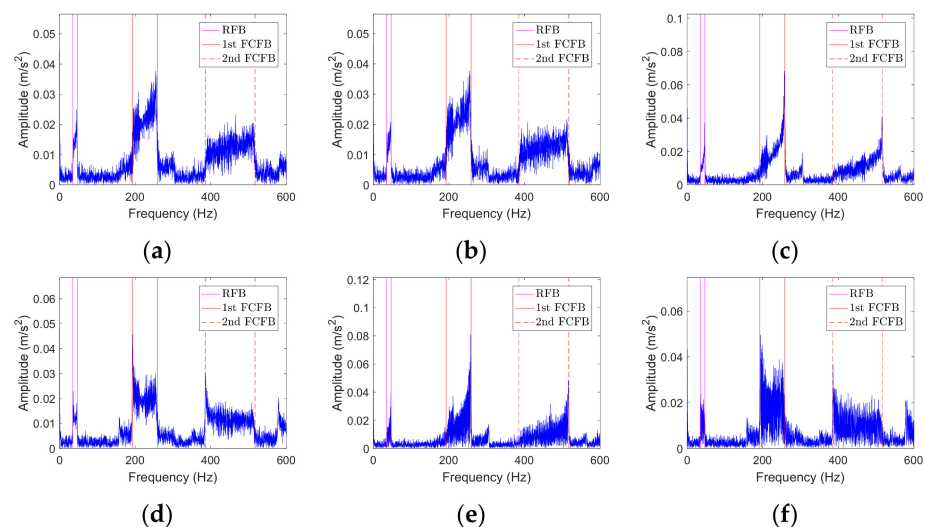 0.05
0.04
0.03
0.02
0.01
0
Amplitude (m/s²)
0 200 400 600
Frequency (Hz)
RFB
1st FCFB
2nd FCFB
(a)
0.05
0.04
0.03
0.02
0.01
0
Amplitude (m/s²)
0 200 400 600
Frequency (Hz)
RFB
1st FCFB
2nd FCFB
(b)
0.1
0.08
0.06
0.04
0.02
0
Amplitude (m/s²)
0 200 400 600
Frequency (Hz)
RFB
1st FCFB
2nd FCFB
(c)
0.06
0.05
0.04
0.03
0.02
0.01
0
Amplitude (m/s²)
0 200 400 600
Frequency (Hz)
RFB
1st FCFB
2nd FCFB
(d)
0.12
0.1
0.08
0.06
0.04
0.02
0
Amplitude (m/s²)
0 200 400 600
Frequency (Hz)
RFB
1st FCFB
2nd FCFB
(e)
0.06
0.04
0.02
0
Amplitude (m/s²)
0 200 400 600
Frequency (Hz)
RFB
1st FCFB
2nd FCFB
(f)